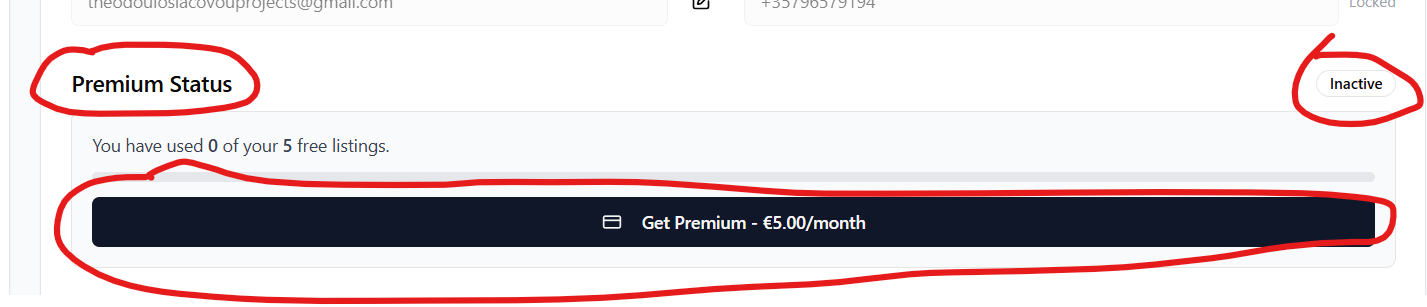 theodoulosiacovouprojects@gmail.com
+35796579194
Locked
Premium Status
Inactive
You have used 0 of your 5 free listings.
Get Premium - €5.00/month